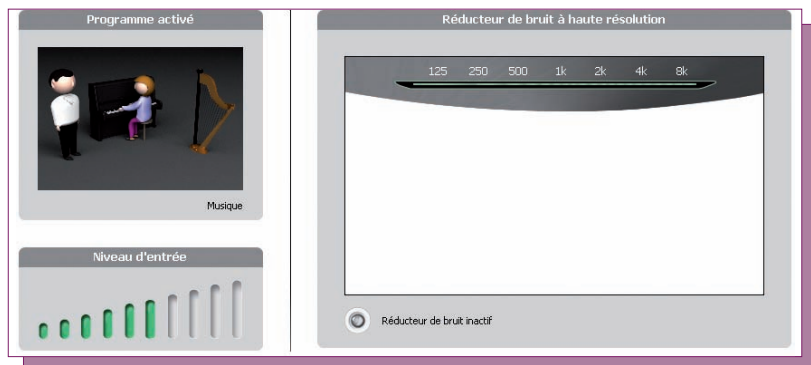 Programme activé
Musique
Niveau d'entrée
Réducteur de bruit à haute résolution
125 250 500 1k 2k 4k 8k
Réducteur de bruit inactif